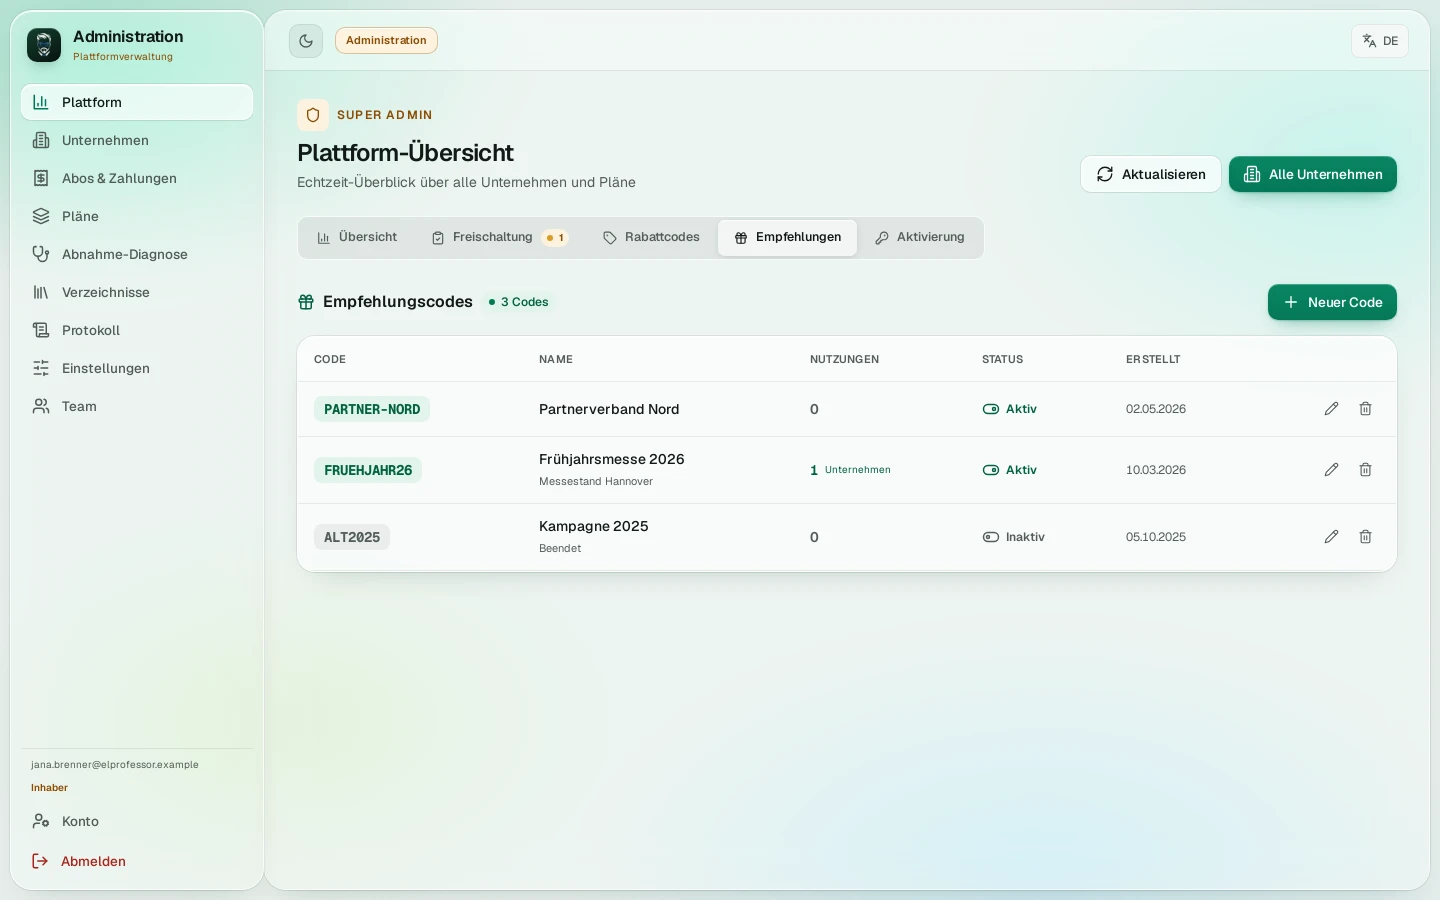 Administration
Plattformverwaltung
Plattform
Unternehmen
Abos & Zahlungen
Pläne
Abnahme-Diagnose
Verzeichnisse
Protokoll
Einstellungen
Team
jana.brenner@elprofessor.example
Inhaber
Konto
Abmelden
Administration
DE
SUPER ADMIN
Plattform-Übersicht
Echtzeit-Überblick über alle Unternehmen und Pläne
Aktualisieren
Alle Unternehmen
Übersicht
Freischaltung 1
Rabattcodes
Empfehlungen
Aktivierung
Empfehlungscodes
3 Codes
Neuer Code
CODE NAME NUTZUNGEN STATUS ERSTELLT
PARTNER-NORD Partnerverband Nord 0 Aktiv 02.05.2026
FRUEHJAHR26 Frühjahrsmesse 2026 1 Unternehmen Aktiv 10.03.2026
Messestand Hannover
ALT2025 Kampagne 2025 0 Inaktiv 05.10.2025
Beendet